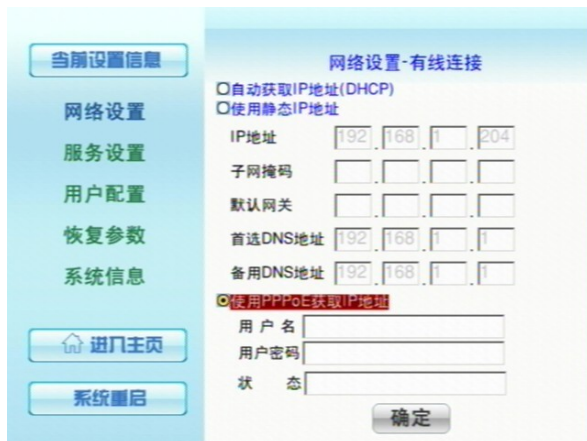 当前设置信息
网络设置
服务设置
用户配置
恢复参数
系统信息
进入主页
系统重启
网络设置-有线连接
自动获取IP地址(DHCP)
使用静态IP地址
IP地址 192 . 168 . 1 . 204
子网掩码 . . .
默认网关 . . .
首选DNS地址 192 . 168 . 1 . 1
备用DNS地址 192 . 168 . 1 . 1
使用PPPoE获取IP地址
用 户 名
用户密码
状 态
确定